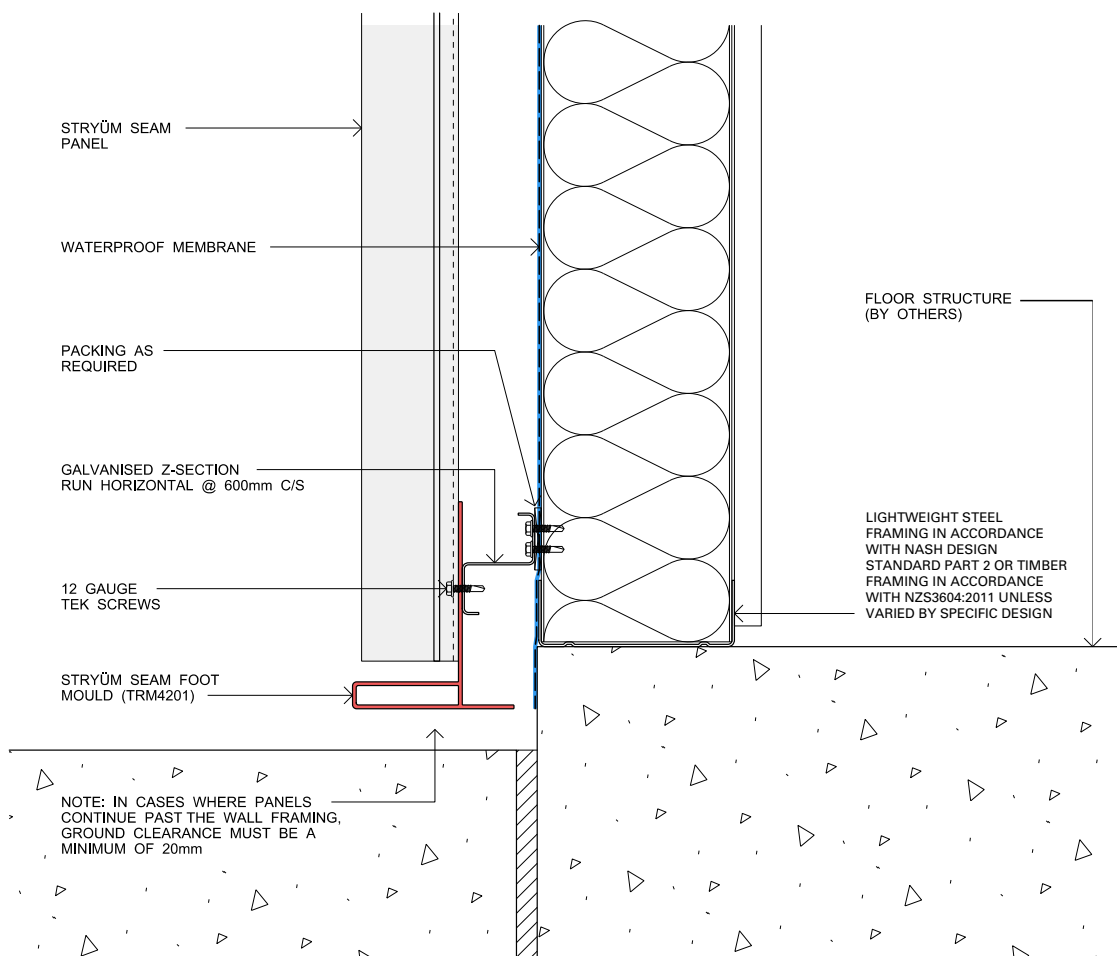 STRYÜM SEAM
PANEL
WATERPROOF MEMBRANE
PACKING AS
REQUIRED
GALVANISED Z-SECTION
RUN HORIZONTAL @ 600mm C/S
12 GAUGE
TEK SCREWS
STRYÜM SEAM FOOT
MOULD (TRM4201)
NOTE: IN CASES WHERE PANELS
CONTINUE PAST THE WALL FRAMING,
GROUND CLEARANCE MUST BE A
MINIMUM OF 20mm
FLOOR STRUCTURE
(BY OTHERS)
LIGHTWEIGHT STEEL
FRAMING IN ACCORDANCE
WITH NASH DESIGN
STANDARD PART 2 OR TIMBER
FRAMING IN ACCORDANCE
WITH NZS3604:2011 UNLESS
VARIED BY SPECIFIC DESIGN